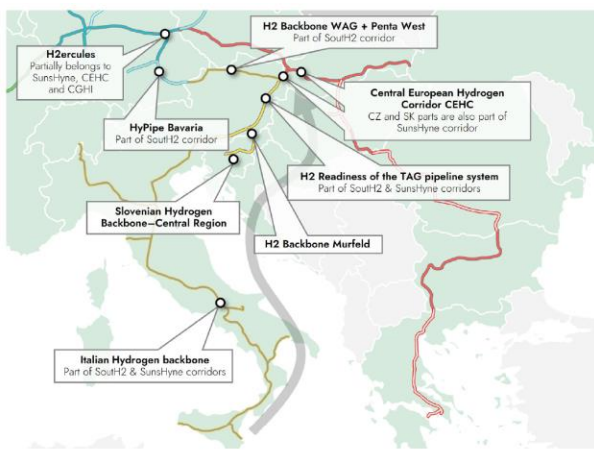 H2 Backbone WAG + Penta West
Part of SoutH2 corridor
H2ercules
Partially belongs to
SunsHyne, CEHC
and CGHI
Central European Hydrogen
Corridor CEHC
CZ and SK parts are also part of
SunsHyne corridor
HyPipe Bavaria
Part of SoutH2 corridor
H2 Readiness of the TAG pipeline system
Part of SoutH2 & SunsHyne corridors
Slovenian Hydrogen
Backbone–Central Region
H2 Backbone Murfeld
Italian Hydrogen backbone
Part of SoutH2 & SunsHyne corridors